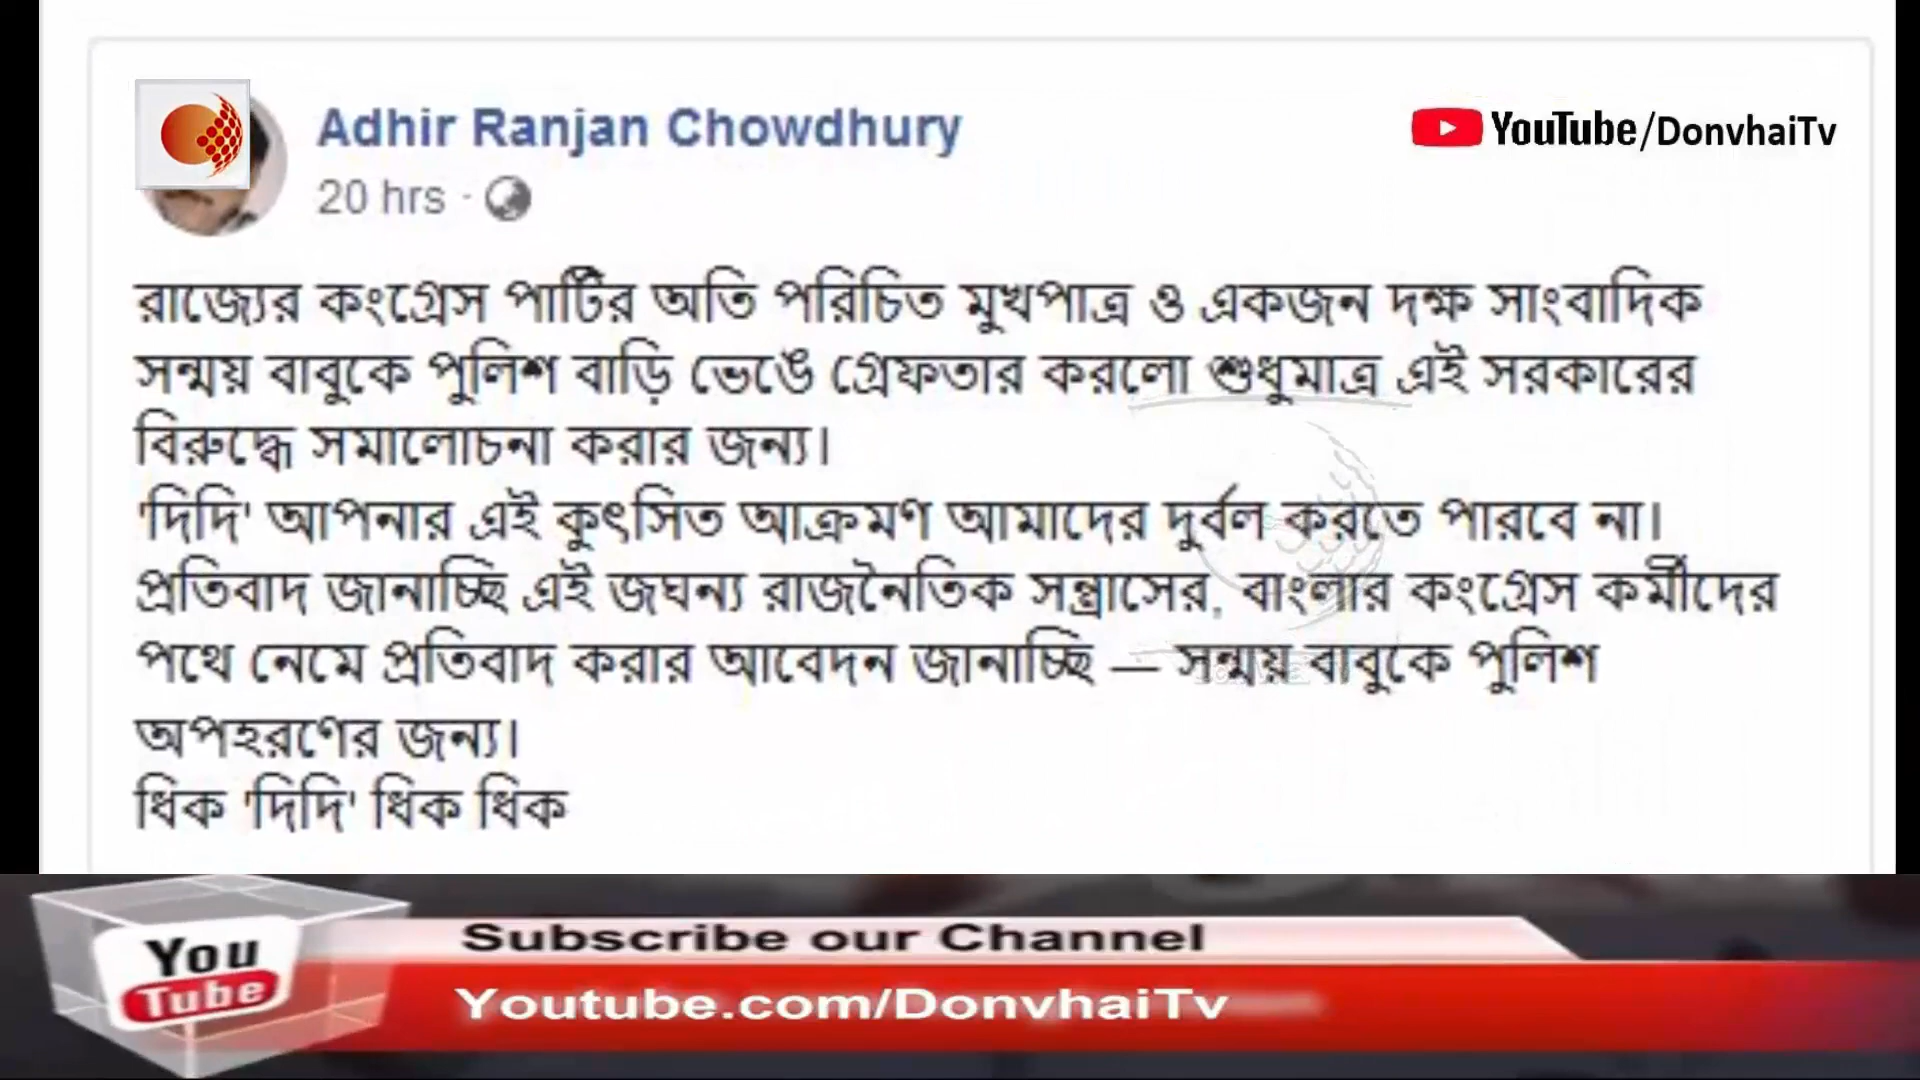 Adhir Ranjan Chowdhury
20 hrs ·
YouTube/DonvhaiTv
রাজ্যের কংগ্রেস পার্টির অতি পরিচিত মুখপাত্র ও একজন দক্ষ সাংবাদিক
সন্ময় বাবুকে পুলিশ বাড়ি ভেঙে গ্রেফতার করলো শুধুমাত্র এই সরকারের
বিরুদ্ধে সমালোচনা করার জন্য।
'দিদি' আপনার এই কুৎসিত আক্রমণ আমাদের দুর্বল করতে পারবে না।
প্রতিবাদ জানাচ্ছি এই জঘন্য রাজনৈতিক সন্ত্রাসের, বাংলার কংগ্রেস কর্মীদের
পথে নেমে প্রতিবাদ করার আবেদন জানাচ্ছি — সন্ময় বাবুকে পুলিশ
অপহরণের জন্য।
ধিক 'দিদি' ধিক ধিক
You
Tube
Subscribe our Channel
Youtube.com/DonvhaiTv